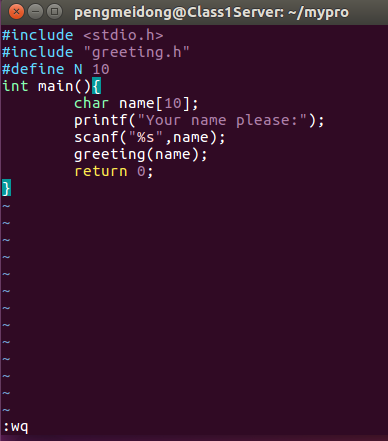 pengmeidong@Class1Server: ~/mypro
#include <stdio.h>
#include "greeting.h"
#define N 10
int main(){
        char name[10];
        printf("Your name please:");
        scanf("%s",name);
        greeting(name);
        return 0;
}
~
~
~
~
~
~
~
~
~
~
~
~
~
:wq